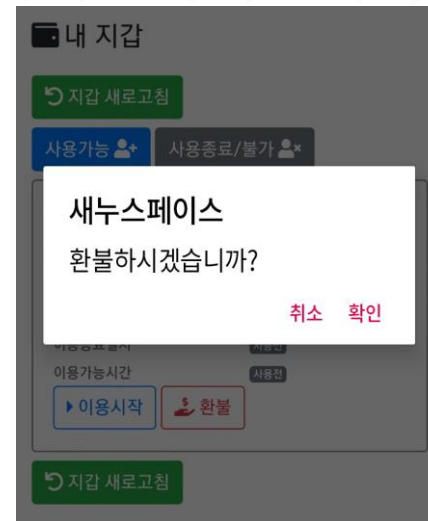 내 지갑
지갑 새로고침
사용가능 사용종료/불가
새누스페이스
환불하시겠습니까?
취소 확인
이용가능시간 사용전
이용시작 환불
지갑 새로고침